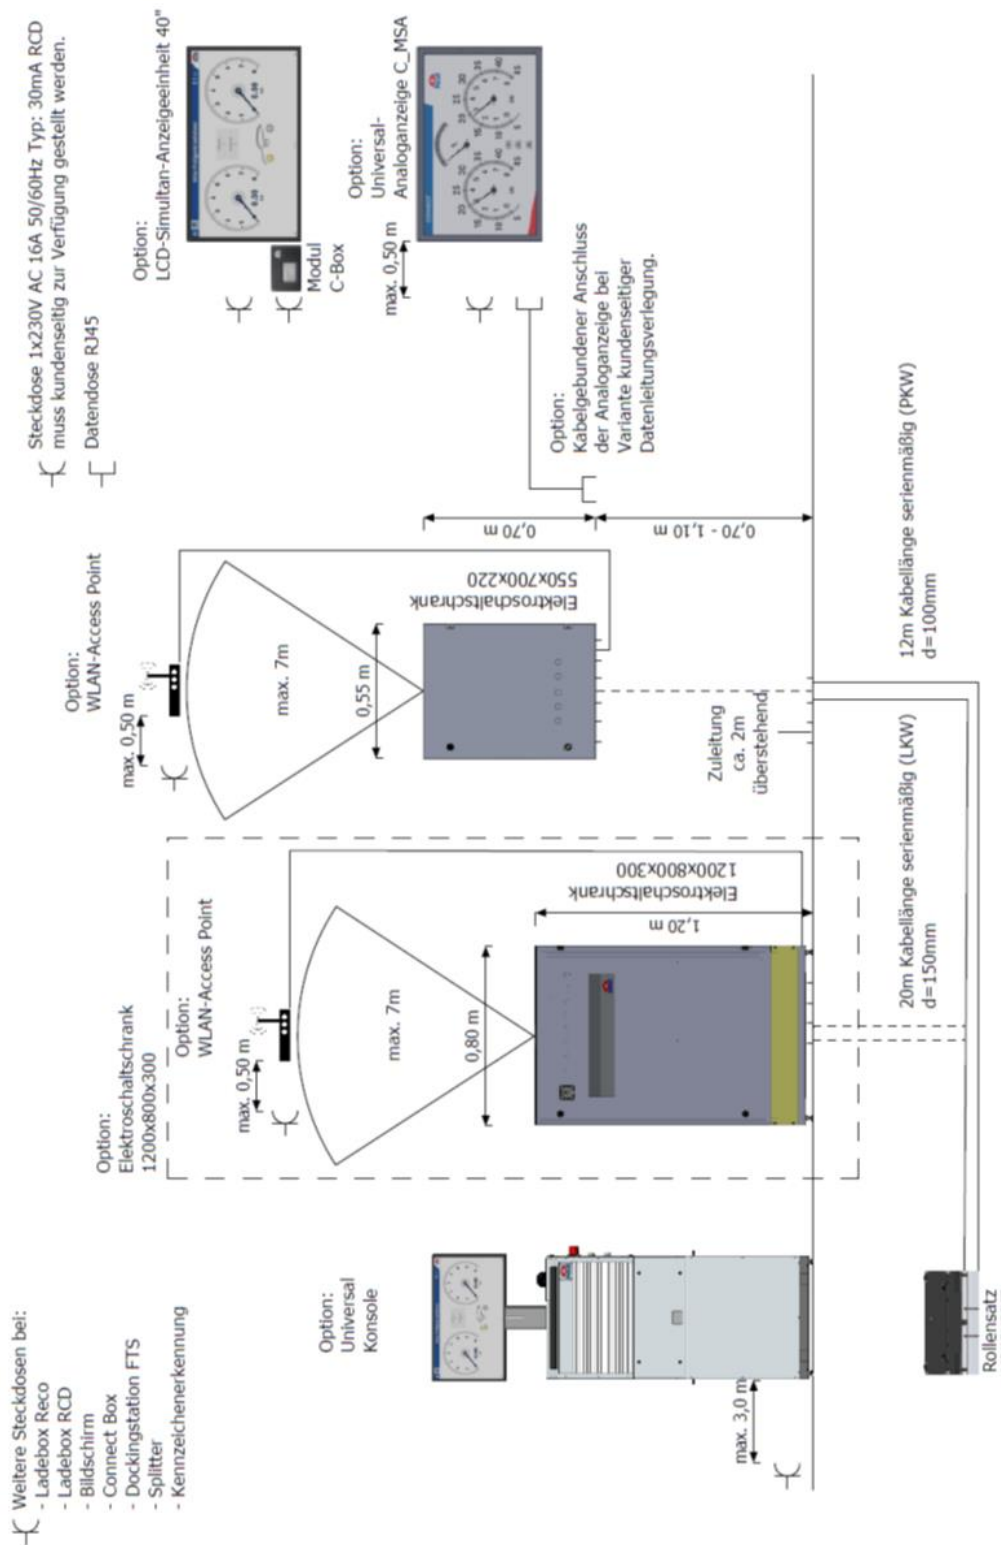 Weitere Steckdosen bei:
- Ladebox Reco
- Ladebox RCD
- Bildschirm
- Connect Box
- Dockingstation FTS
- Splitter
- Kennzeichenerkennung
Steckdose 1x230V AC 16A 50/60Hz Typ: 30mA RCD
muss kundenseitig zur Verfügung gestellt werden.
Datendose RJ45
Option:
Elektroschaltschrank
1200x800x300
Option:
WLAN-Access Point
max. 0,50 m
max. 7m
0,80 m
1,20 m
Elektroschaltschrank
1200x800x300
Option:
WLAN-Access Point
max. 0,50 m
max. 7m
0,55 m
Elektroschaltschrank
550x700x220
0,70 m
0,70 - 1,10 m
Zuleitung
ca. 2m
überstehend
Option:
LCD-Simultan-Anzeigeeinheit 40"
Modul
C-Box
Option:
Universal-
Analoganzeige C_MSA
max. 0,50 m
Option:
Kabelgebundener Anschluss
der Analoganzeige bei
Variante kundenseitiger
Datenleitungsverlegung.
Option:
Universal
Konsole
max. 3,0 m
20m Kabellänge serienmäßig (LKW)
d=150mm
12m Kabellänge serienmäßig (PKW)
d=100mm
Rollensatz